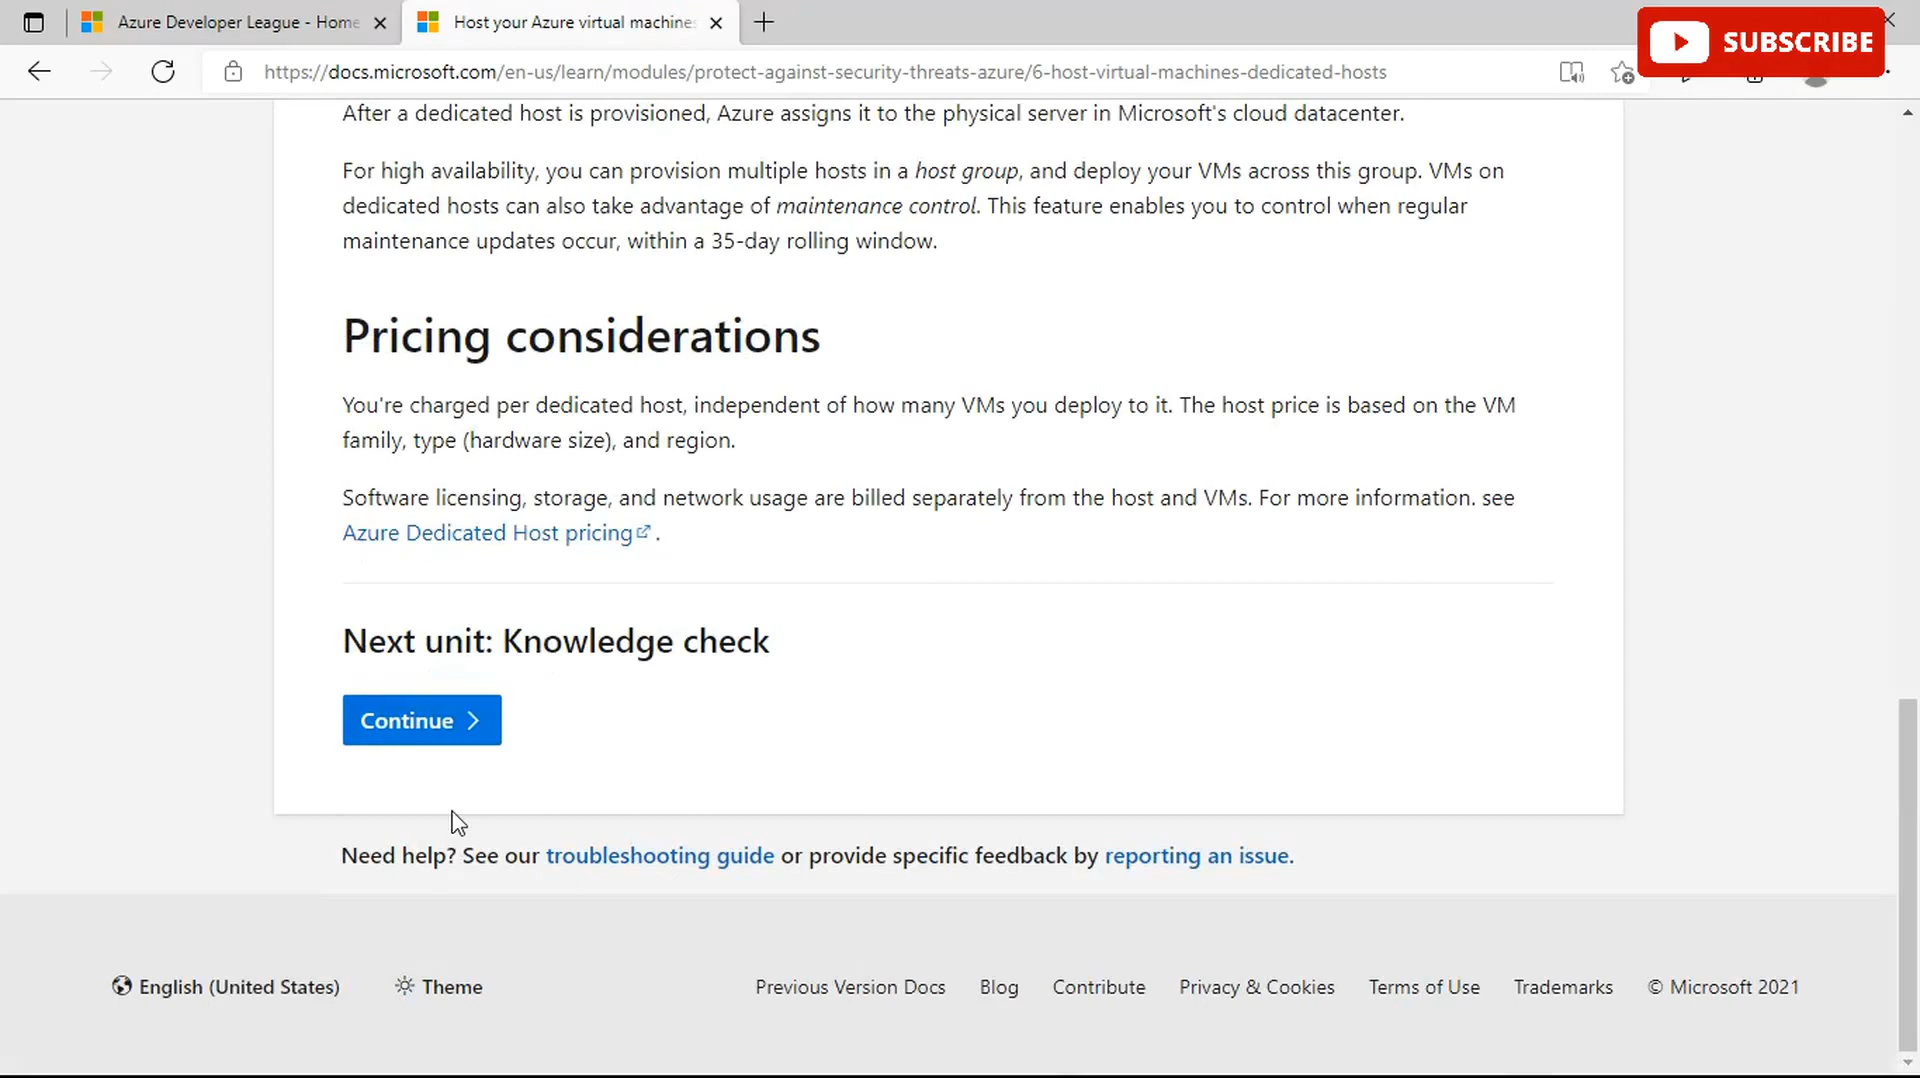 Azure Developer League - Home
Host your Azure virtual machines
SUBSCRIBE
https://docs.microsoft.com/en-us/learn/modules/protect-against-security-threats-azure/6-host-virtual-machines-dedicated-hosts
After a dedicated host is provisioned, Azure assigns it to the physical server in Microsoft's cloud datacenter.
For high availability, you can provision multiple hosts in a host group, and deploy your VMs across this group. VMs on
dedicated hosts can also take advantage of maintenance control. This feature enables you to control when regular
maintenance updates occur, within a 35-day rolling window.
Pricing considerations
You're charged per dedicated host, independent of how many VMs you deploy to it. The host price is based on the VM
family, type (hardware size), and region.
Software licensing, storage, and network usage are billed separately from the host and VMs. For more information. see
Azure Dedicated Host pricing .
Next unit: Knowledge check
Continue
Need help? See our troubleshooting guide or provide specific feedback by reporting an issue.
English (United States) Theme Previous Version Docs Blog Contribute Privacy & Cookies Terms of Use Trademarks © Microsoft 2021